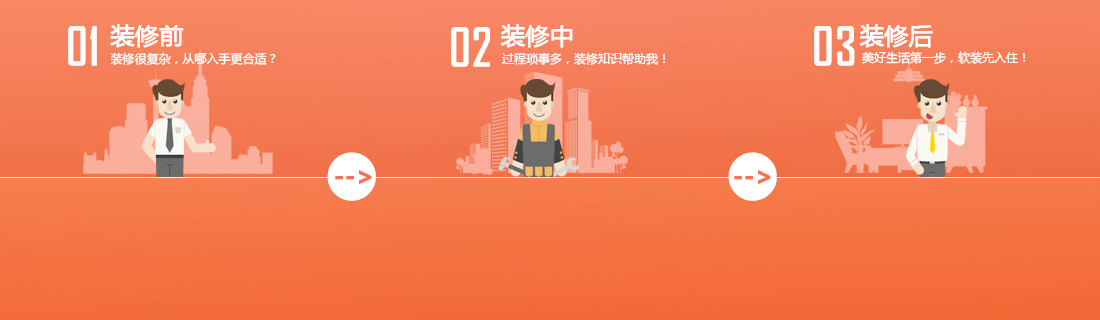 01 装修前
装修很复杂，从哪入手更合适？
02 装修中
过程琐事多，装修知识帮助我！
03 装修后
美好生活第一步，软装先入住！